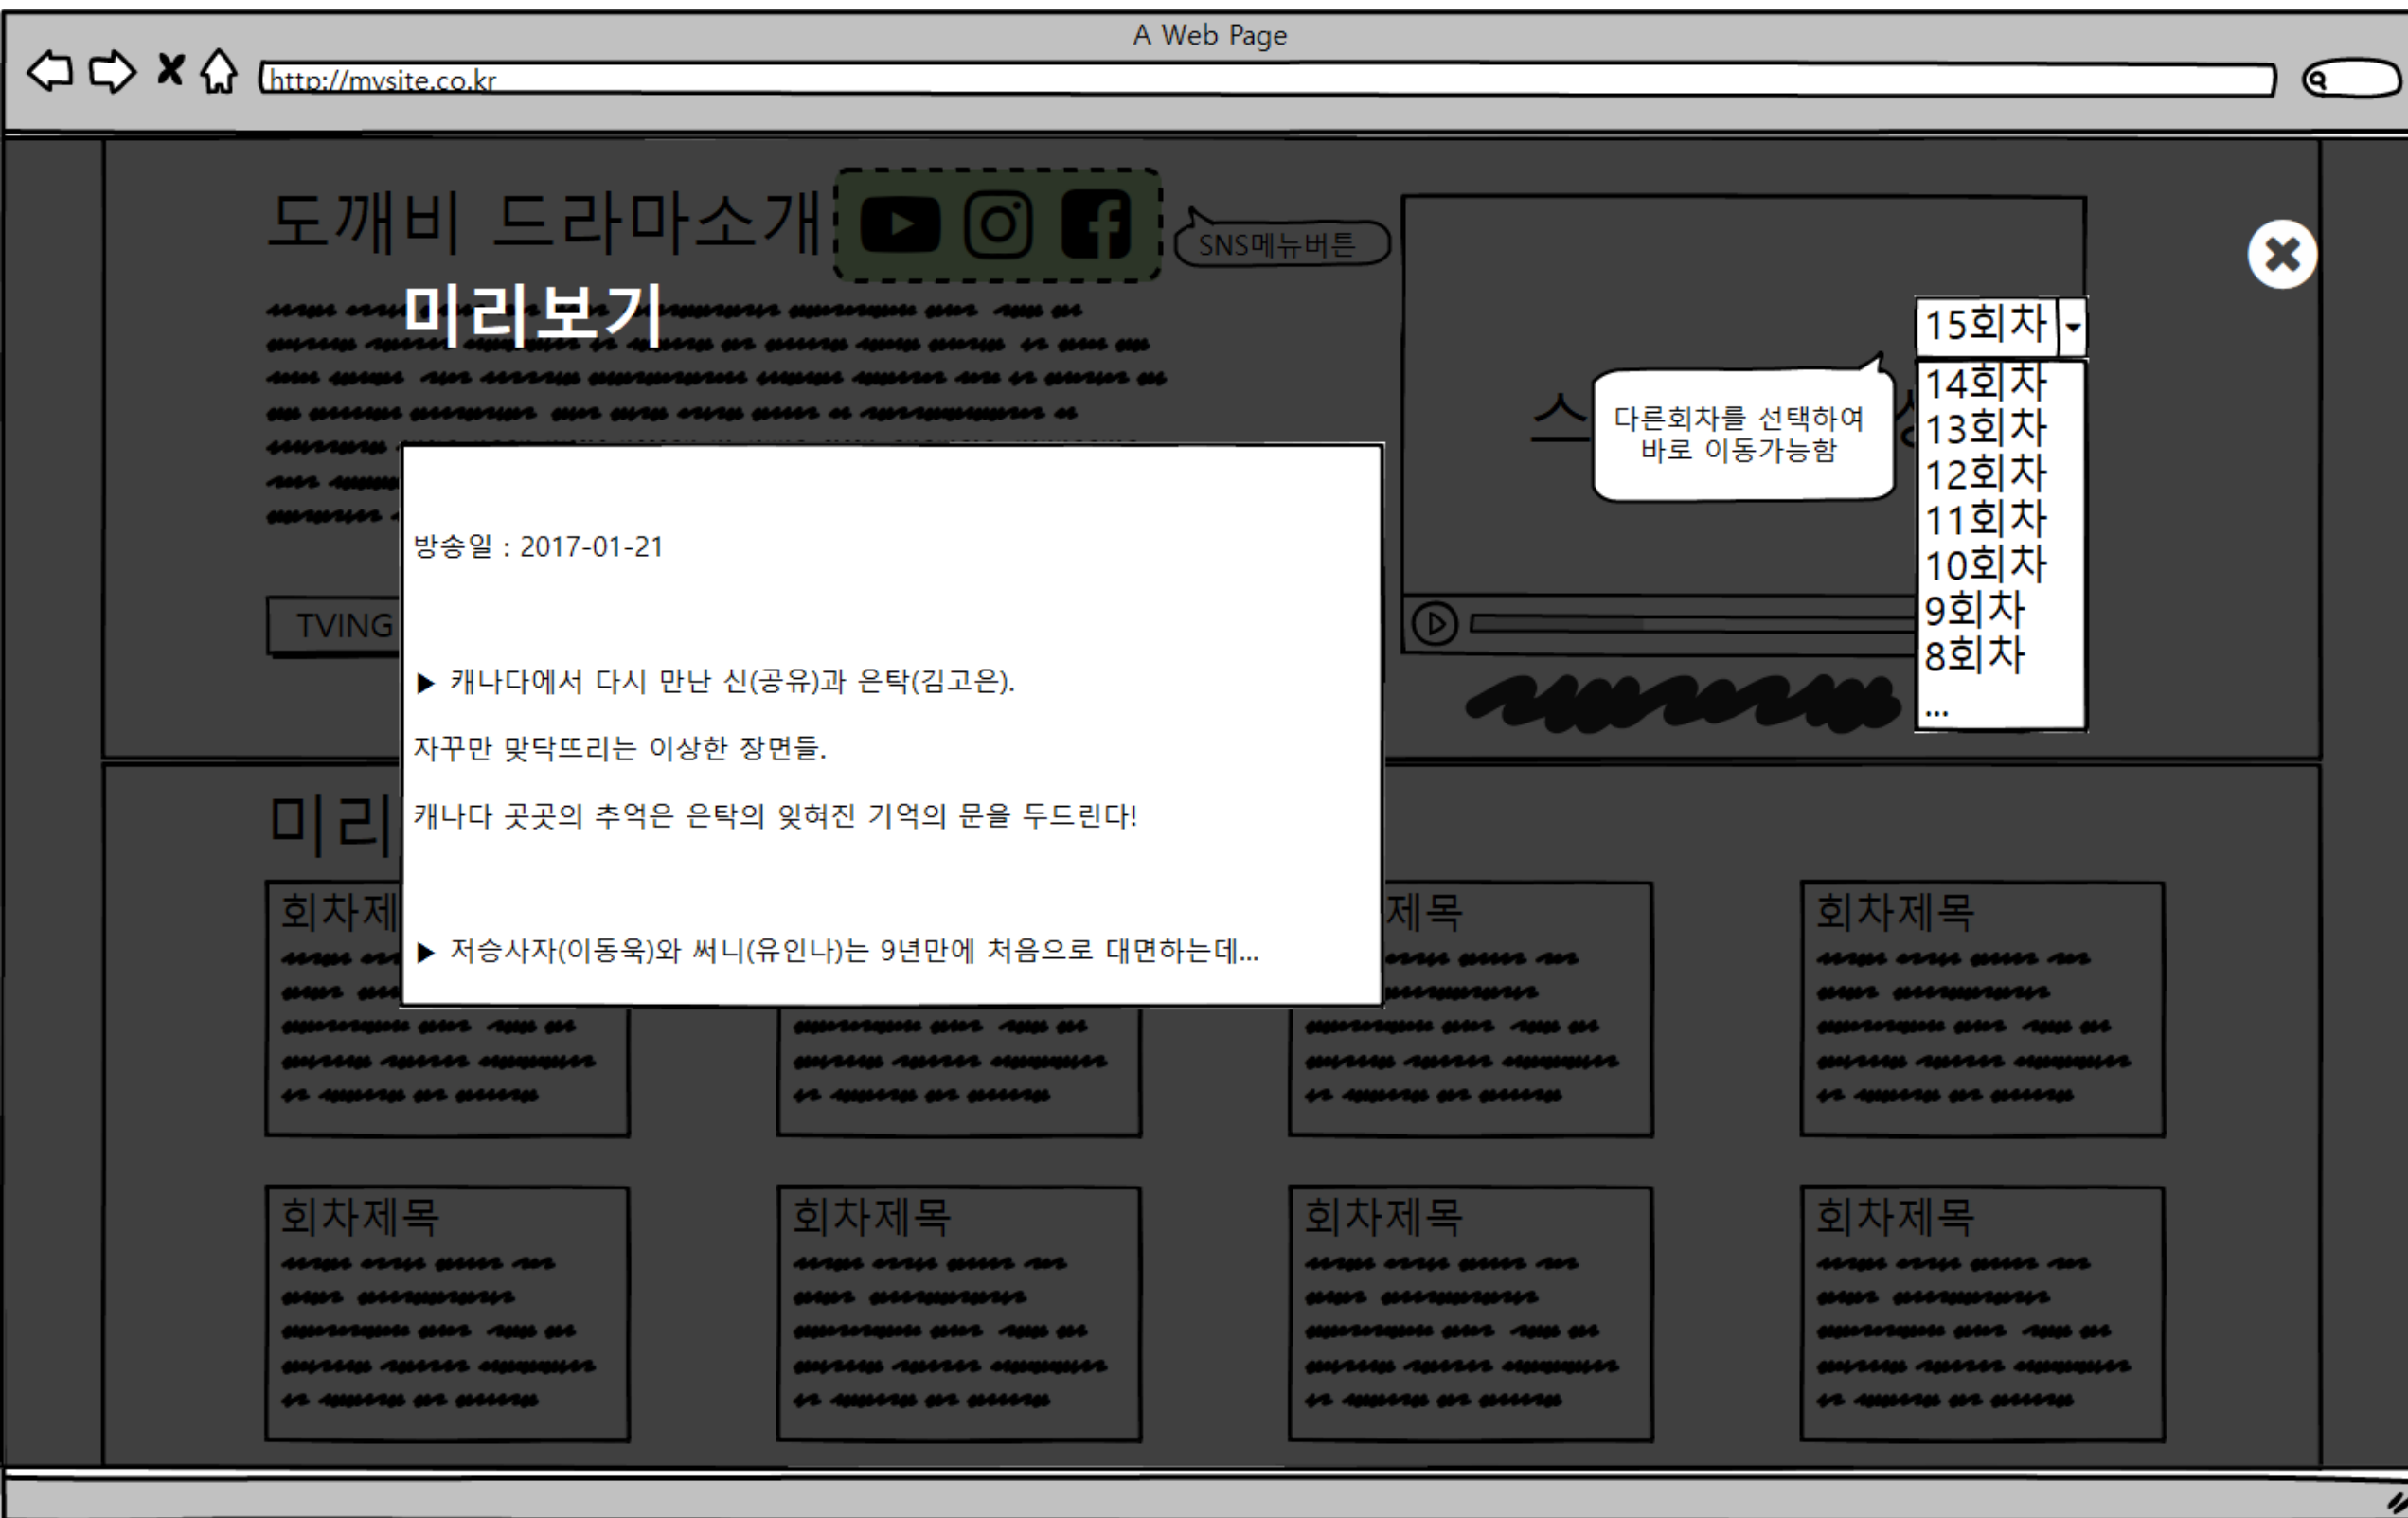 A Web Page
http://mysite.co.kr
도깨비 드라마소개
SNS메뉴버튼
미리보기
15회차
14회차
13회차
12회차
11회차
10회차
9회차
8회차
...
다른회차를 선택하여
바로 이동가능함
스
방송일 : 2017-01-21
▶ 캐나다에서 다시 만난 신(공유)과 은탁(김고은).
자꾸만 맞닥뜨리는 이상한 장면들.
캐나다 곳곳의 추억은 은탁의 잊혀진 기억의 문을 두드린다!
▶ 저승사자(이동욱)와 써니(유인나)는 9년만에 처음으로 대면하는데...
TVING
미리
회차제
제목
회차제목
회차제목
회차제목
회차제목
회차제목